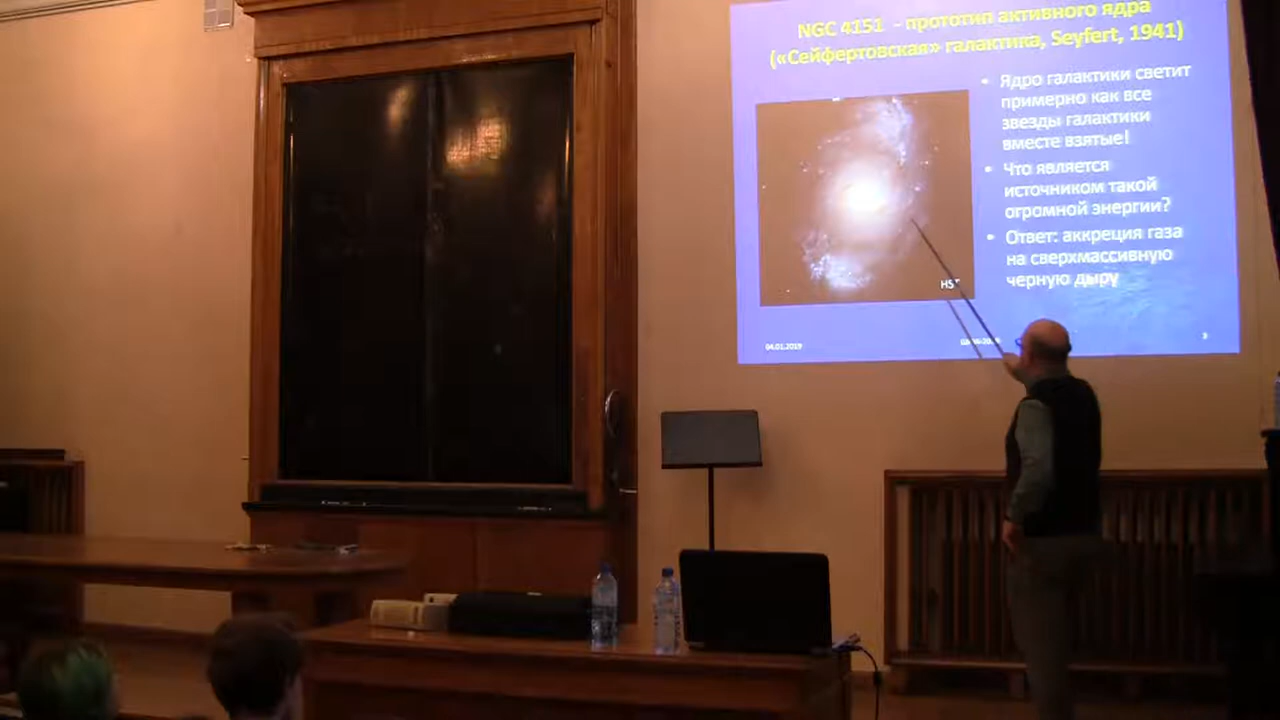 NGC 4151 - прототип активного ядра
(«Сейфертовская» галактика, Seyfert, 1941)
• Ядро галактики светит
примерно как все
звезды галактики
вместе взятые!
• Что является
источником такой
огромной энергии?
• Ответ: аккреция газа
на сверхмассивную
черную дыру
HST
04.01.2019
3